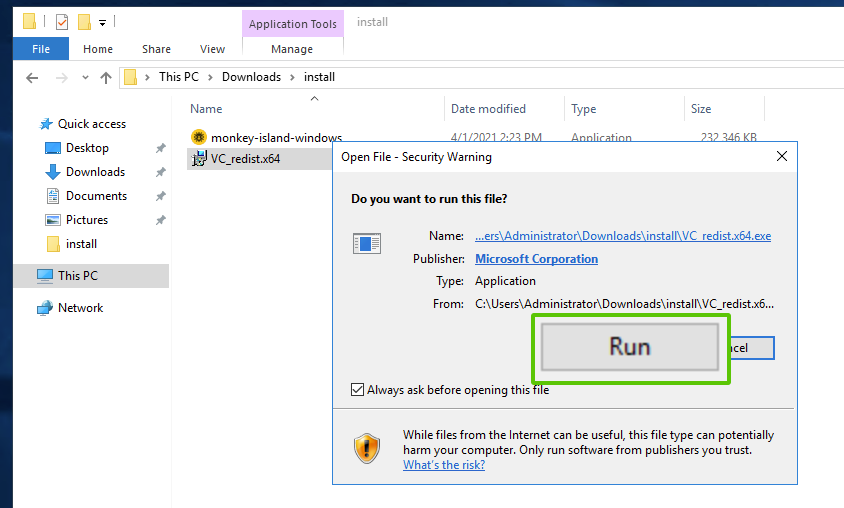 Application Tools
install
File
Home
Share
View
Manage
This PC
Downloads
install
Name
Date modified
Type
Size
Quick access
Desktop
Downloads
Documents
Pictures
install
This PC
Network
monkey-island-windows
4/1/2021 2:23 PM
Application
232,346 KB
VC_redist.x64
Open File - Security Warning
Do you want to run this file?
Name: ...ers\Administrator\Downloads\install\VC_redist.x64.exe
Publisher: Microsoft Corporation
Type: Application
From: C:\Users\Administrator\Downloads\install\VC_redist.x6...
Run
ncel
Always ask before opening this file
While files from the Internet can be useful, this file type can potentially
harm your computer. Only run software from publishers you trust.
What's the risk?